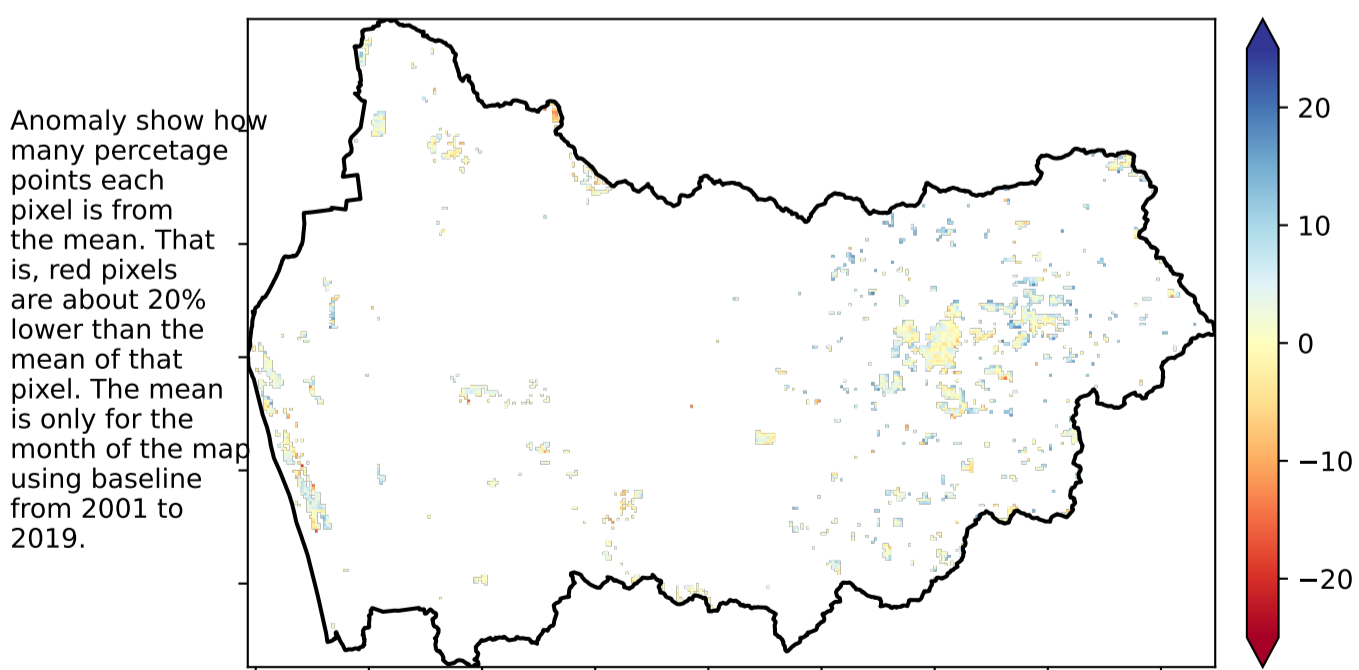 Anomaly show how
many percetage
points each
pixel is from
the mean. That
is, red pixels
are about 20%
lower than the
mean of that
pixel. The mean
is only for the
month of the map
using baseline
from 2001 to
2019.
20
10
0
−10
−20